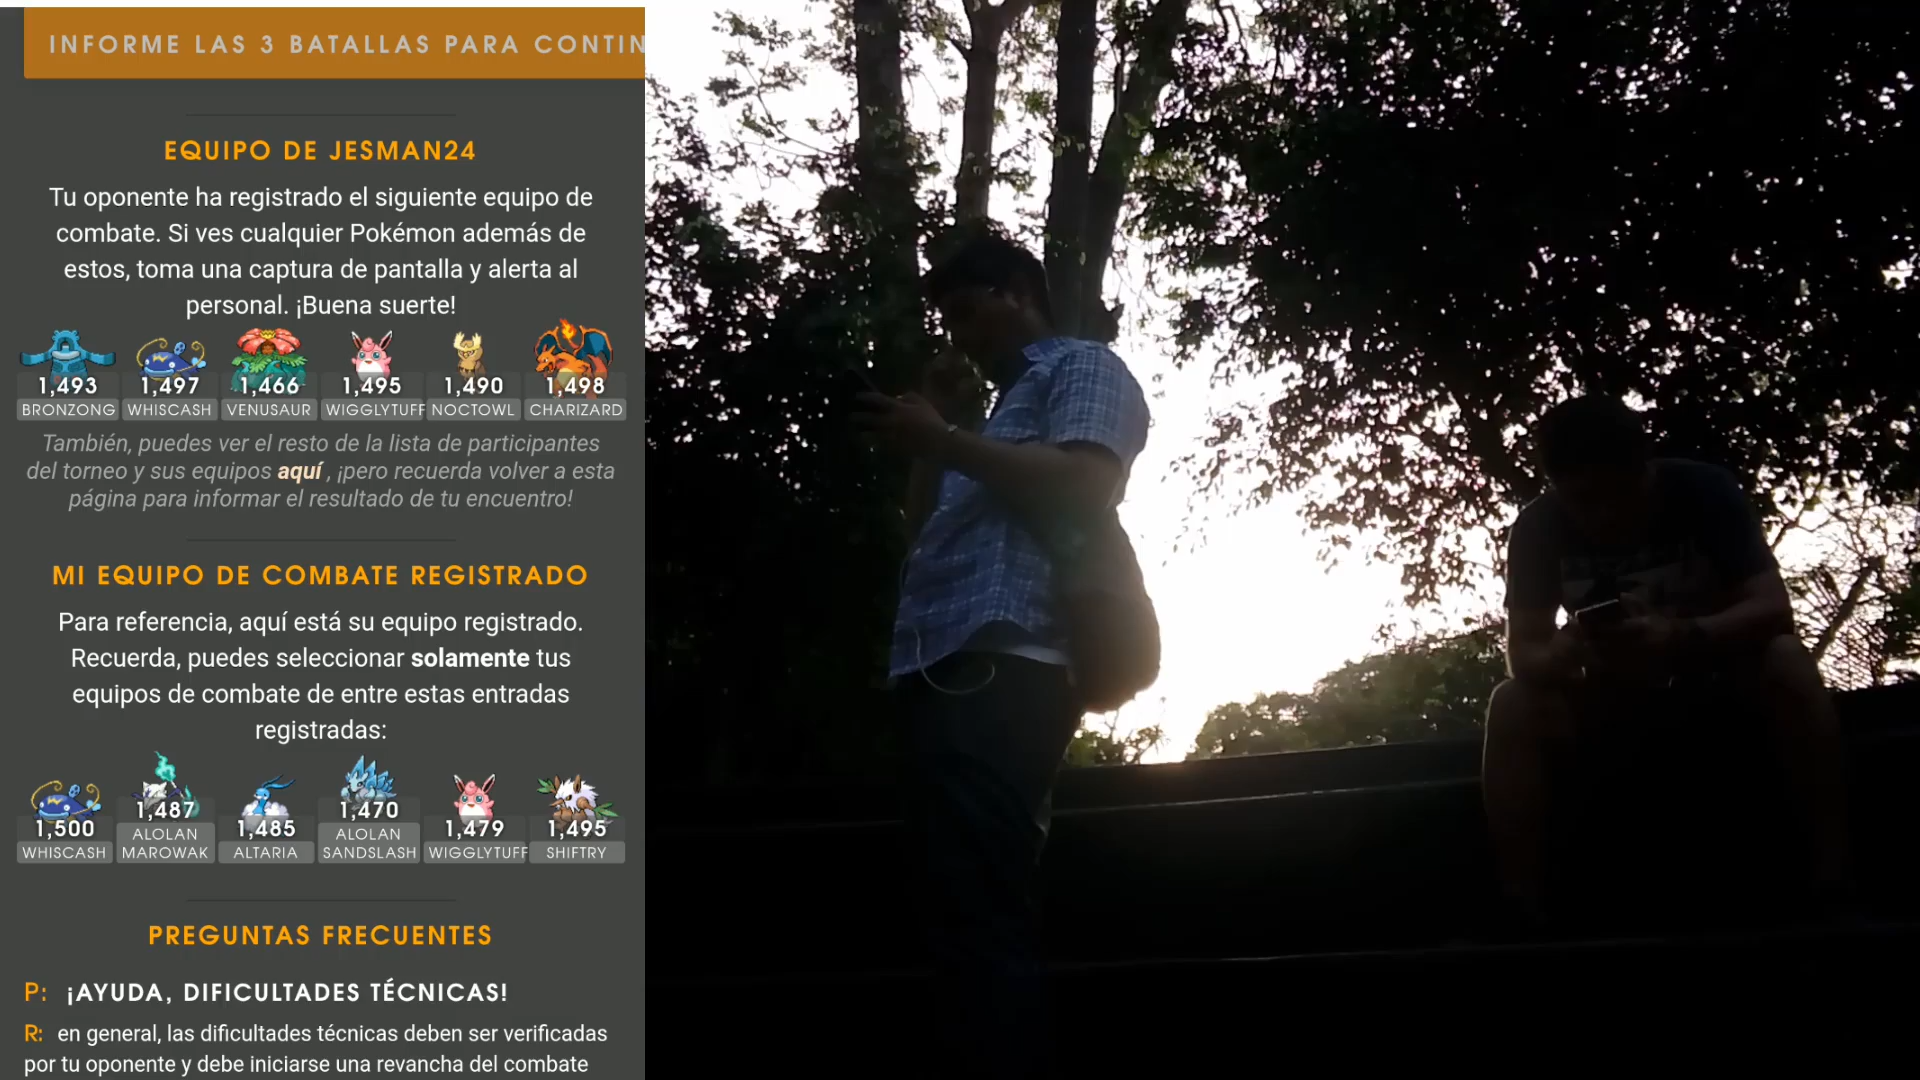 INFORME LAS 3 BATALLAS PARA CONTIN
EQUIPO DE JESMAN24
Tu oponente ha registrado el siguiente equipo de
combate. Si ves cualquier Pokémon además de
estos, toma una captura de pantalla y alerta al
personal. ¡Buena suerte!
1,493 1,497 1,466 1,495 1,490 1,498
BRONZONG WHISCASH VENUSAUR WIGGLYTUFF NOCTOWL CHARIZARD
También, puedes ver el resto de la lista de participantes
del torneo y sus equipos aquí , ¡pero recuerda volver a esta
página para informar el resultado de tu encuentro!
MI EQUIPO DE COMBATE REGISTRADO
Para referencia, aquí está su equipo registrado.
Recuerda, puedes seleccionar solamente tus
equipos de combate de entre estas entradas
registradas:
1,500 1,487 1,485 1,470 1,479 1,495
WHISCASH ALOLAN MAROWAK ALTARIA ALOLAN SANDSLASH WIGGLYTUFF SHIFTRY
PREGUNTAS FRECUENTES
P: ¡AYUDA, DIFICULTADES TÉCNICAS!
R: en general, las dificultades técnicas deben ser verificadas
por tu oponente y debe iniciarse una revancha del combate